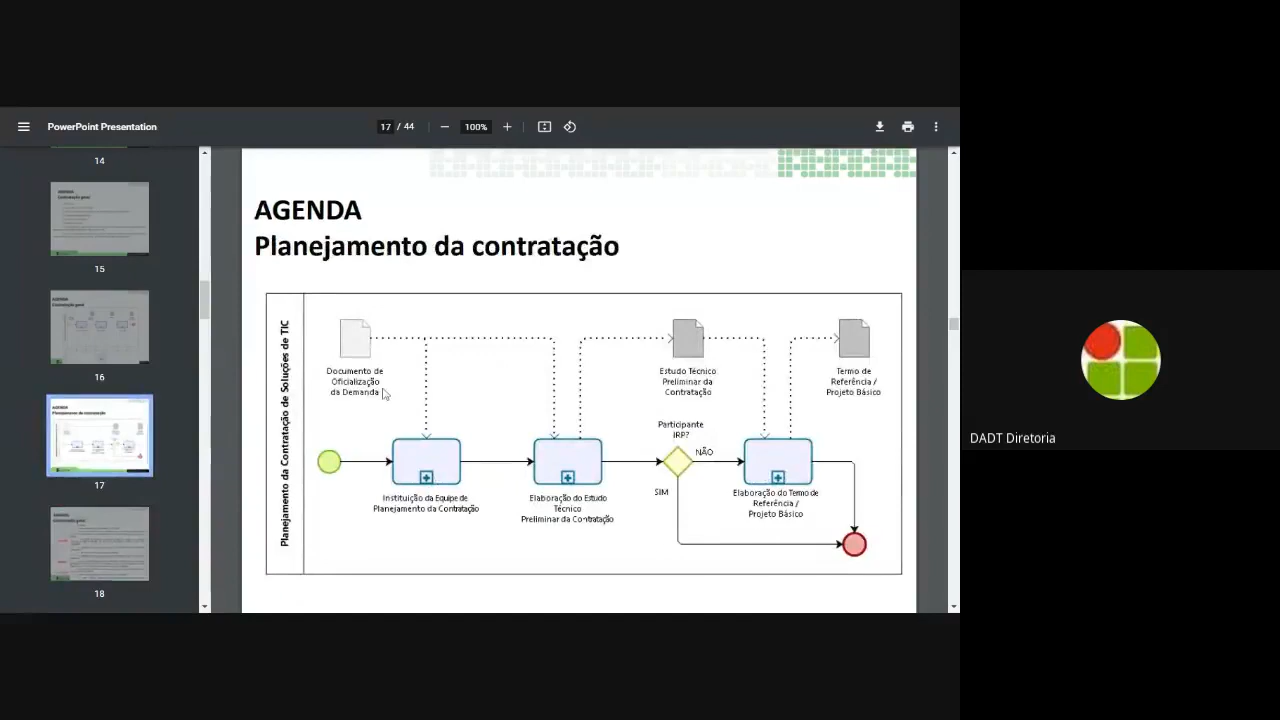 PowerPoint Presentation
17 / 44
100%
14
15
16
17
18
AGENDA
Planejamento da contratação
Planejamento da Contratação de Soluções de TIC
Documento de
Oficialização
da Demanda
Estudo Técnico
Preliminar da
Contratação
Termo de
Referência /
Projeto Básico
Participante
IRP?
NÃO
SIM
Instituição da Equipe de
Planejamento da Contratação
Elaboração do Estudo
Técnico
Preliminar da Contratação
Elaboração do Termo de
Referência /
Projeto Básico
DADT Diretoria